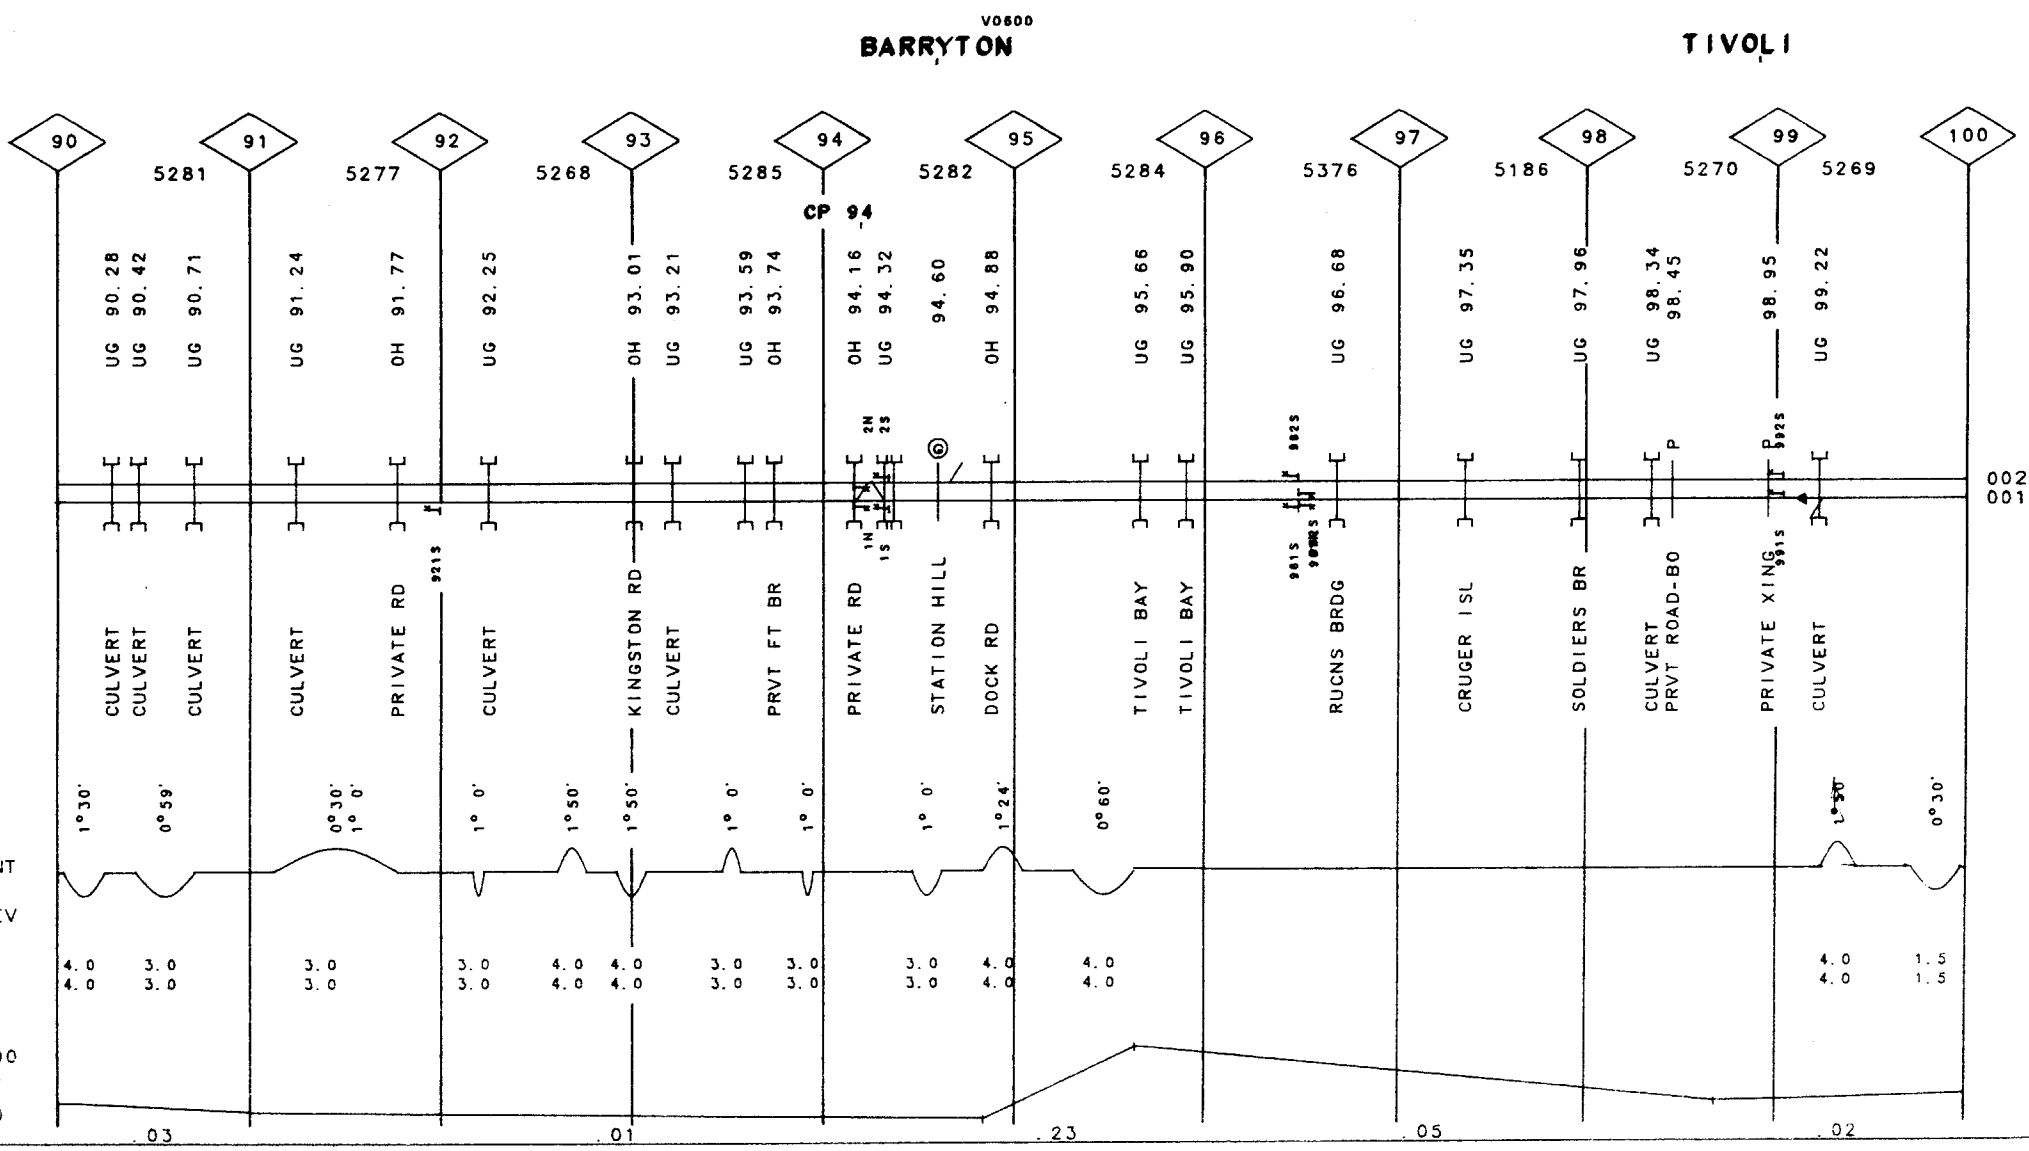 V0600
BARRYTON
TIVOLI
90 91 92 93 94 95 96 97 98 99 100
5281 5277 5268 5285 5282 5284 5376 5186 5270 5269
CP 94
UG 90.28
UG 90.42
UG 90.71
UG 91.24
OH 91.77
UG 92.25
OH 93.01
UG 93.21
UG 93.59
OH 93.74
OH 94.16
UG 94.32
94.60
OH 94.88
UG 95.66
UG 95.90
UG 96.68
UG 97.35
UG 97.96
UG 98.34
98.45
98.95
UG 99.22
2N
2S
G
982S
P
P
992S
002
001
921S
1N
1S
981S
991S
CULVERT
CULVERT
CULVERT
CULVERT
PRIVATE RD
CULVERT
KINGSTON RD
CULVERT
PRVT FT BR
PRIVATE RD
STATION HILL
DOCK RD
TIVOLI BAY
TIVOLI BAY
RUCNS BRDG
CRUGER ISL
SOLDIERS BR
CULVERT
PRVT ROAD-BO
PRIVATE XING
CULVERT
1°30'
0°59'
0°30'
1° 0'
1° 0'
1°50'
1°50'
1° 0'
1° 0'
1° 0'
1°24'
0°60'
0°30'
NT
EV
4.0 3.0 3.0 3.0 4.0 4.0 3.0 3.0 3.0 4.0 4.0 4.0 1.5
4.0 3.0 3.0 3.0 4.0 4.0 3.0 3.0 3.0 4.0 4.0 4.0 1.5
.03 .01 .23 .05 .02